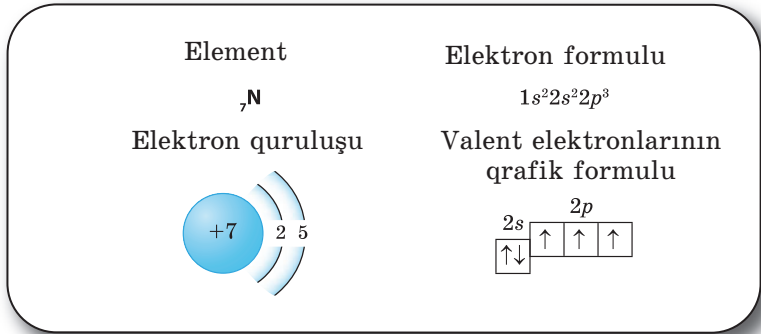 Element
Elektron formulu
₇N
1s²2s²2p³
Elektron quruluşu
Valent elektronlarının
qrafik formulu
+7 2 5
2s 2p
↑↓ ↑ ↑ ↑